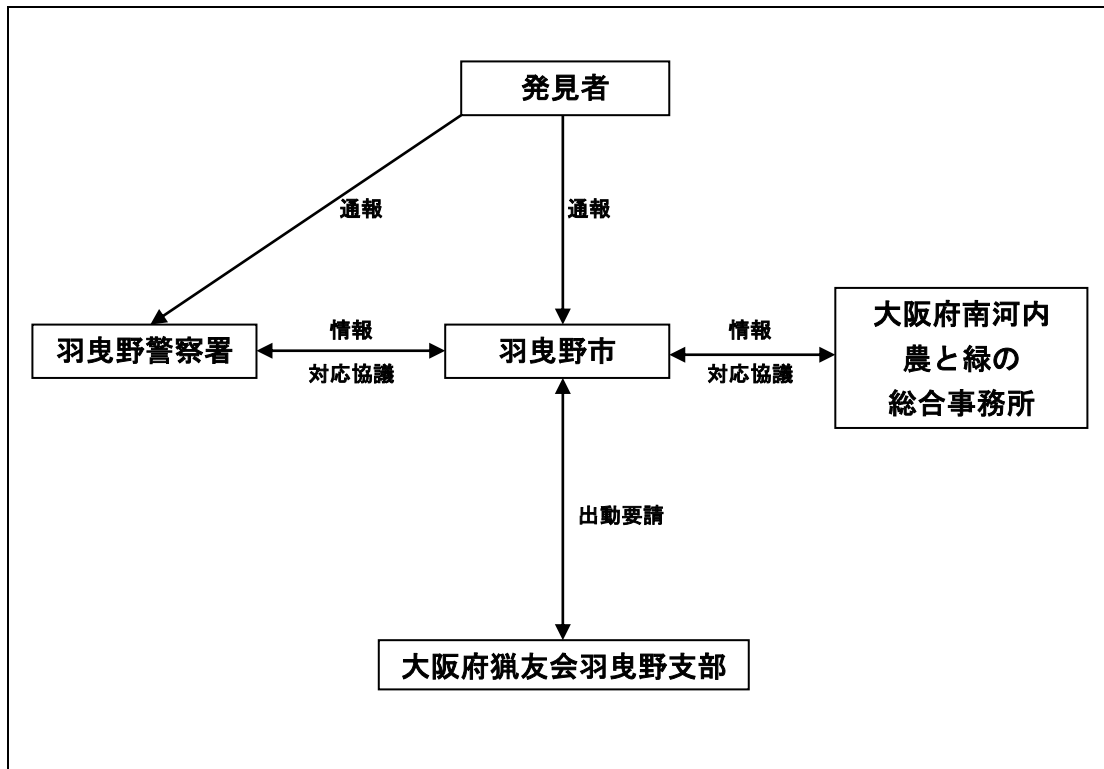 発見者
通報
通報
羽曳野警察署
情報
対応協議
羽曳野市
情報
対応協議
大阪府南河内
農と緑の
総合事務所
出動要請
大阪府猟友会羽曳野支部